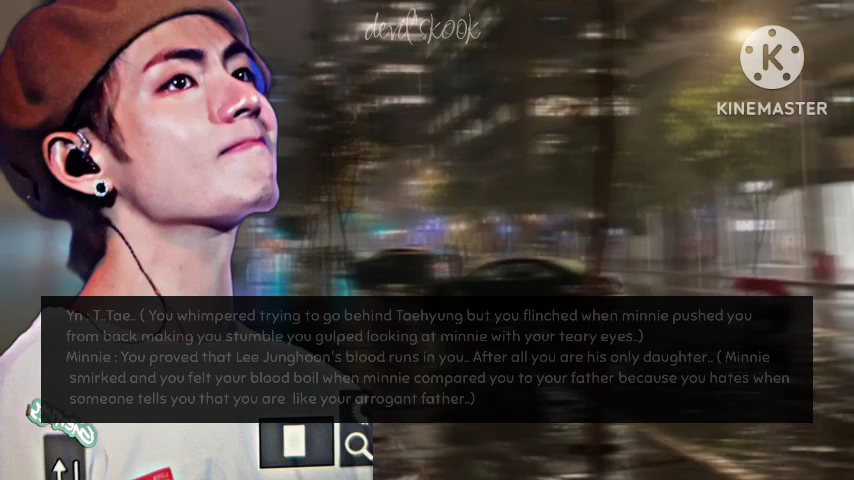 devil'skook
KINEMASTER
Yn : T..Tae.. ( You whimpered trying to go behind Taehyung but you flinched when minnie pushed you
from back making you stumble you gulped looking at minnie with your teary eyes..)
Minnie : You proved that Lee Junghoon's blood runs in you.. After all you are his only daughter.. ( Minnie
smirked and you felt your blood boil when minnie compared you to your father because you hates when
someone tells you that you are like your arrogant father..)